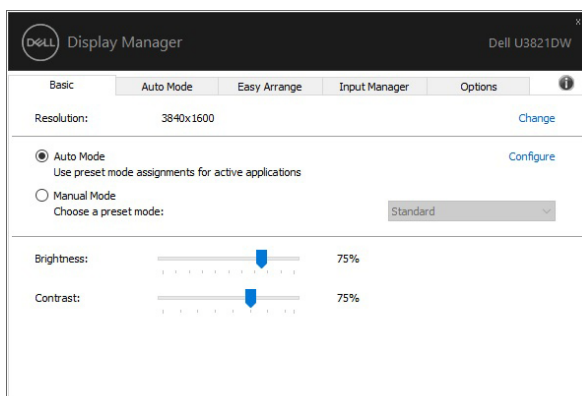 DELL Display Manager Dell U3821DW x
Basic Auto Mode Easy Arrange Input Manager Options i
Resolution: 3840x1600 Change
Auto Mode Configure
Use preset mode assignments for active applications
Manual Mode
Choose a preset mode: Standard
Brightness: 75%
Contrast: 75%